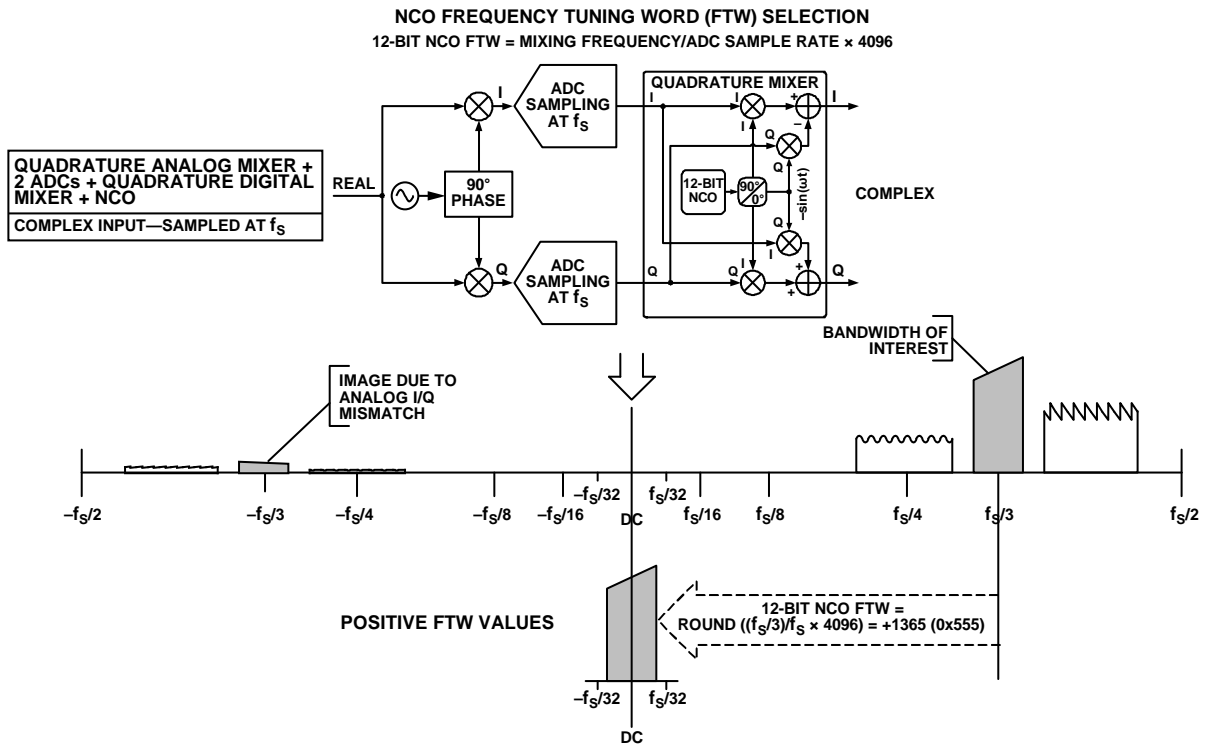 NCO FREQUENCY TUNING WORD (FTW) SELECTION
12-BIT NCO FTW = MIXING FREQUENCY/ADC SAMPLE RATE × 4096
QUADRATURE ANALOG MIXER +
2 ADCs + QUADRATURE DIGITAL
MIXER + NCO
COMPLEX INPUT—SAMPLED AT fS
REAL
90°
PHASE
I
ADC
SAMPLING
AT fS
I
Q
ADC
SAMPLING
AT fS
Q
QUADRATURE MIXER
I
I
+
–
I
Q
Q
12-BIT
NCO
90°
0°
–sin(ωt)
Q
I
I
Q
+
+
Q
COMPLEX
BANDWIDTH OF
INTEREST
IMAGE DUE TO
ANALOG I/Q
MISMATCH
–fS/2
–fS/3
–fS/4
–fS/8
–fS/16
–fS/32
DC
fS/32
fS/16
fS/8
fS/4
fS/3
fS/2
POSITIVE FTW VALUES
12-BIT NCO FTW =
ROUND ((fS/3)/fS × 4096) = +1365 (0x555)
–fS/32
fS/32
DC